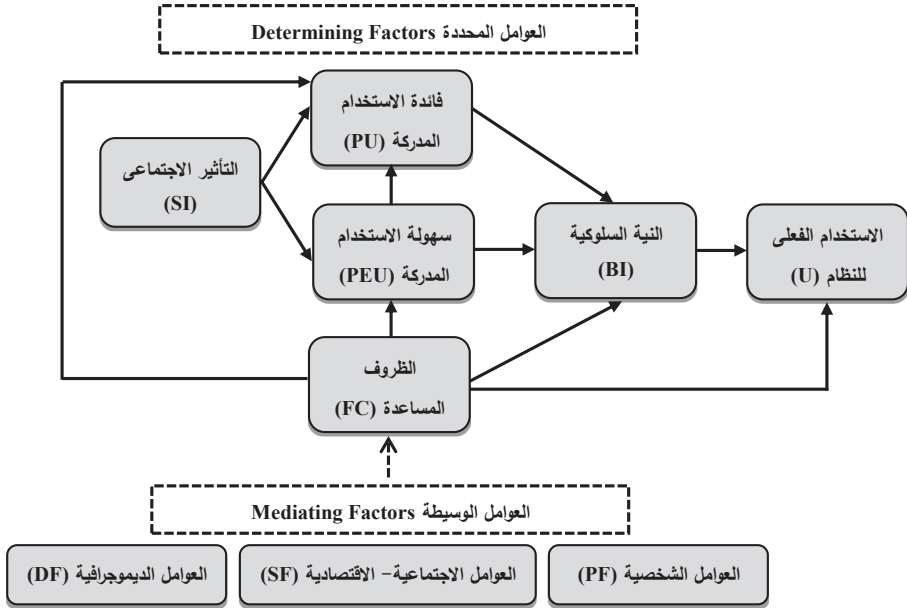 العوامل المحددة Determining Factors
فائدة الاستخدام
المدركة (PU)
التأثير الاجتماعى
(SI)
سهولة الاستخدام
المدركة (PEU)
النية السلوكية
(BI)
الاستخدام الفعلى
للنظام (U)
الظروف
المساعدة (FC)
العوامل الوسيطة Mediating Factors
العوامل الشخصية (PF)
العوامل الاجتماعية– الاقتصادية (SF)
العوامل الديموجرافية (DF)